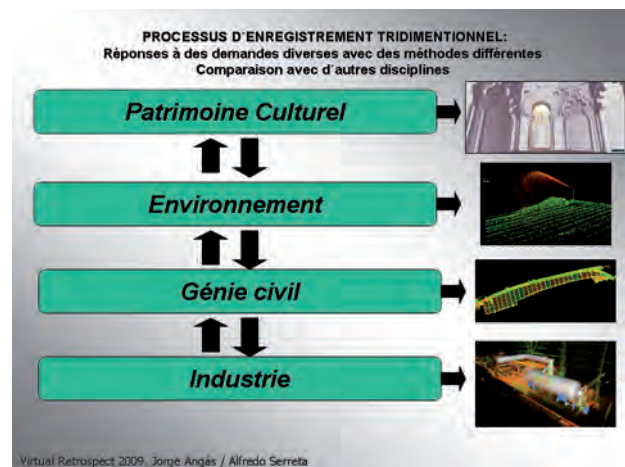 PROCESSUS D´ENREGISTREMENT TRIDIMENTIONNEL:
Réponses à des demandes diverses avec des méthodes différentes
Comparaison avec d´autres disciplines
Patrimoine Culturel
Environnement
Génie civil
Industrie
Virtual Retrospect 2009. Jorge Angás / Alfredo Serreta